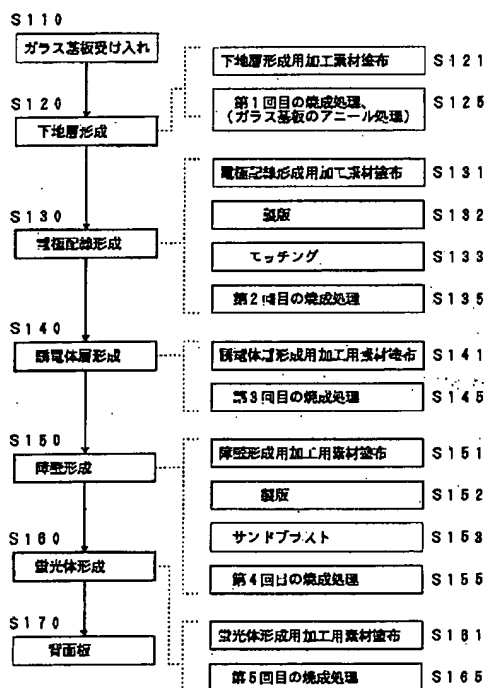 S110
ガラス基板受け入れ
S120
下地層形成
下地層形成用加工素材塗布 S121
第1回目の焼成処理、
(ガラス基板のアニール処理) S125
S130
電極配線形成
電極配線形成用加工素材塗布 S131
製版 S132
エッチング S133
第2回目の焼成処理 S135
S140
誘電体層形成
誘電体層形成用加工用素材塗布 S141
第3回目の焼成処理 S145
S150
障壁形成
障壁形成用加工用素材塗布 S151
製版 S152
サンドブラスト S153
第4回目の焼成処理 S155
S160
蛍光体形成
蛍光体形成用加工用素材塗布 S161
第5回目の焼成処理 S165
S170
背面板